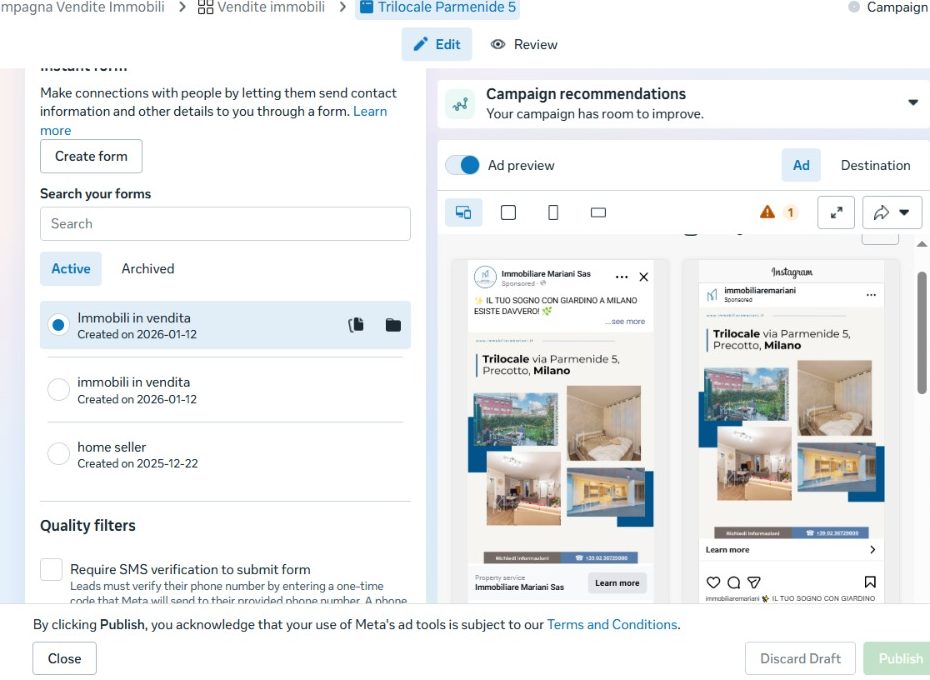 mpagna Vendite Immobili > Vendite immobili > Trilocale Parmenide 5
Campaign
Edit
Review
Instant form
Make connections with people by letting them send contact
information and other details to you through a form. Learn
more
Create form
Search your forms
Search
Active
Archived
Immobili in vendita
Created on 2026-01-12
immobili in vendita
Created on 2026-01-12
home seller
Created on 2025-12-22
Quality filters
Require SMS verification to submit form
Leads must verify their phone number by entering a one-time
code that Meta will send to their provided phone number. A phone
Campaign recommendations
Your campaign has room to improve.
Ad preview
Ad
Destination
1
Immobiliare Mariani Sas
Sponsored ·
✨ IL TUO SOGNO CON GIARDINO A MILANO
ESISTE DAVVERO! 🌿
...see more
Trilocale via Parmenide 5,
Precotto, Milano
Richiedi informazioni
Property service
Immobiliare Mariani Sas
Learn more
Instagram
immobiliaremariani
Sponsored
Trilocale via Parmenide 5,
Precotto, Milano
Richiedi informazioni
Learn more
immobiliaremariani ✨ IL TUO SOGNO CON GIARDINO
By clicking Publish, you acknowledge that your use of Meta's ad tools is subject to our Terms and Conditions.
Close
Discard Draft
Publish